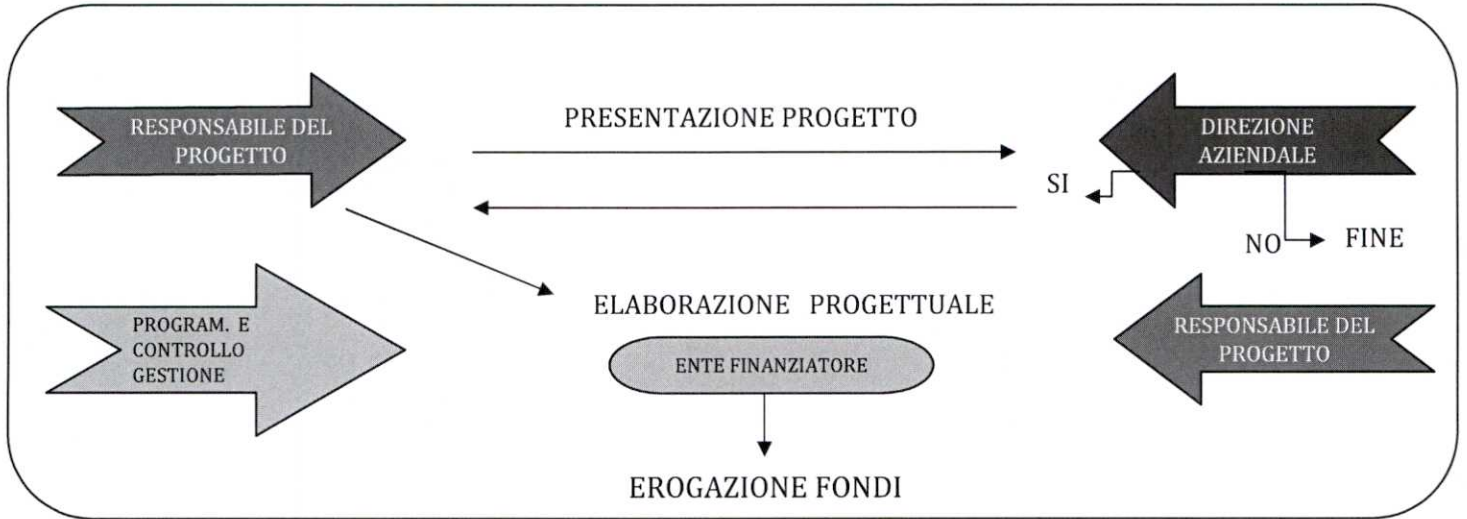 RESPONSABILE DEL
PROGETTO
PRESENTAZIONE PROGETTO
DIREZIONE
AZIENDALE
SI
NO
FINE
PROGRAM. E
CONTROLLO
GESTIONE
ELABORAZIONE PROGETTUALE
ENTE FINANZIATORE
RESPONSABILE DEL
PROGETTO
EROGAZIONE FONDI